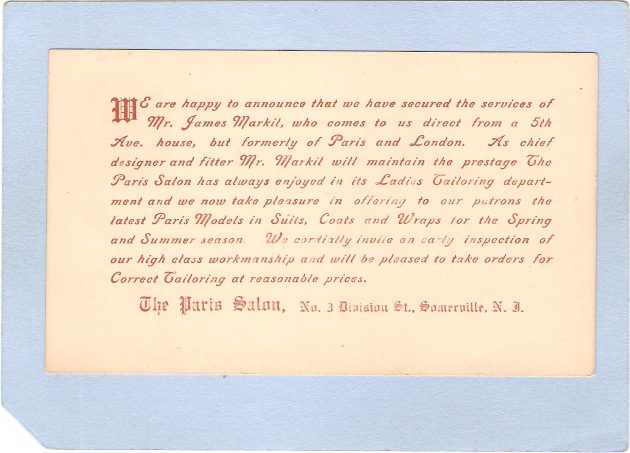 WE are happy to announce that we have secured the services of
Mr. James Markil, who comes to us direct from a 5th
Ave. house, but formerly of Paris and London. As chief
designer and fitter Mr. Markil will maintain the prestage The
Paris Salon has always enjoyed in its Ladies Tailoring depart-
ment and we now take pleasure in offering to our patrons the
latest Paris Models in Suits, Coats and Wraps for the Spring
and Summer season. We cordially invite an early inspection of
our high class workmanship and will be pleased to take orders for
Correct Tailoring at reasonable prices.
The Paris Salon, No. 3 Division St., Somerville, N. J.